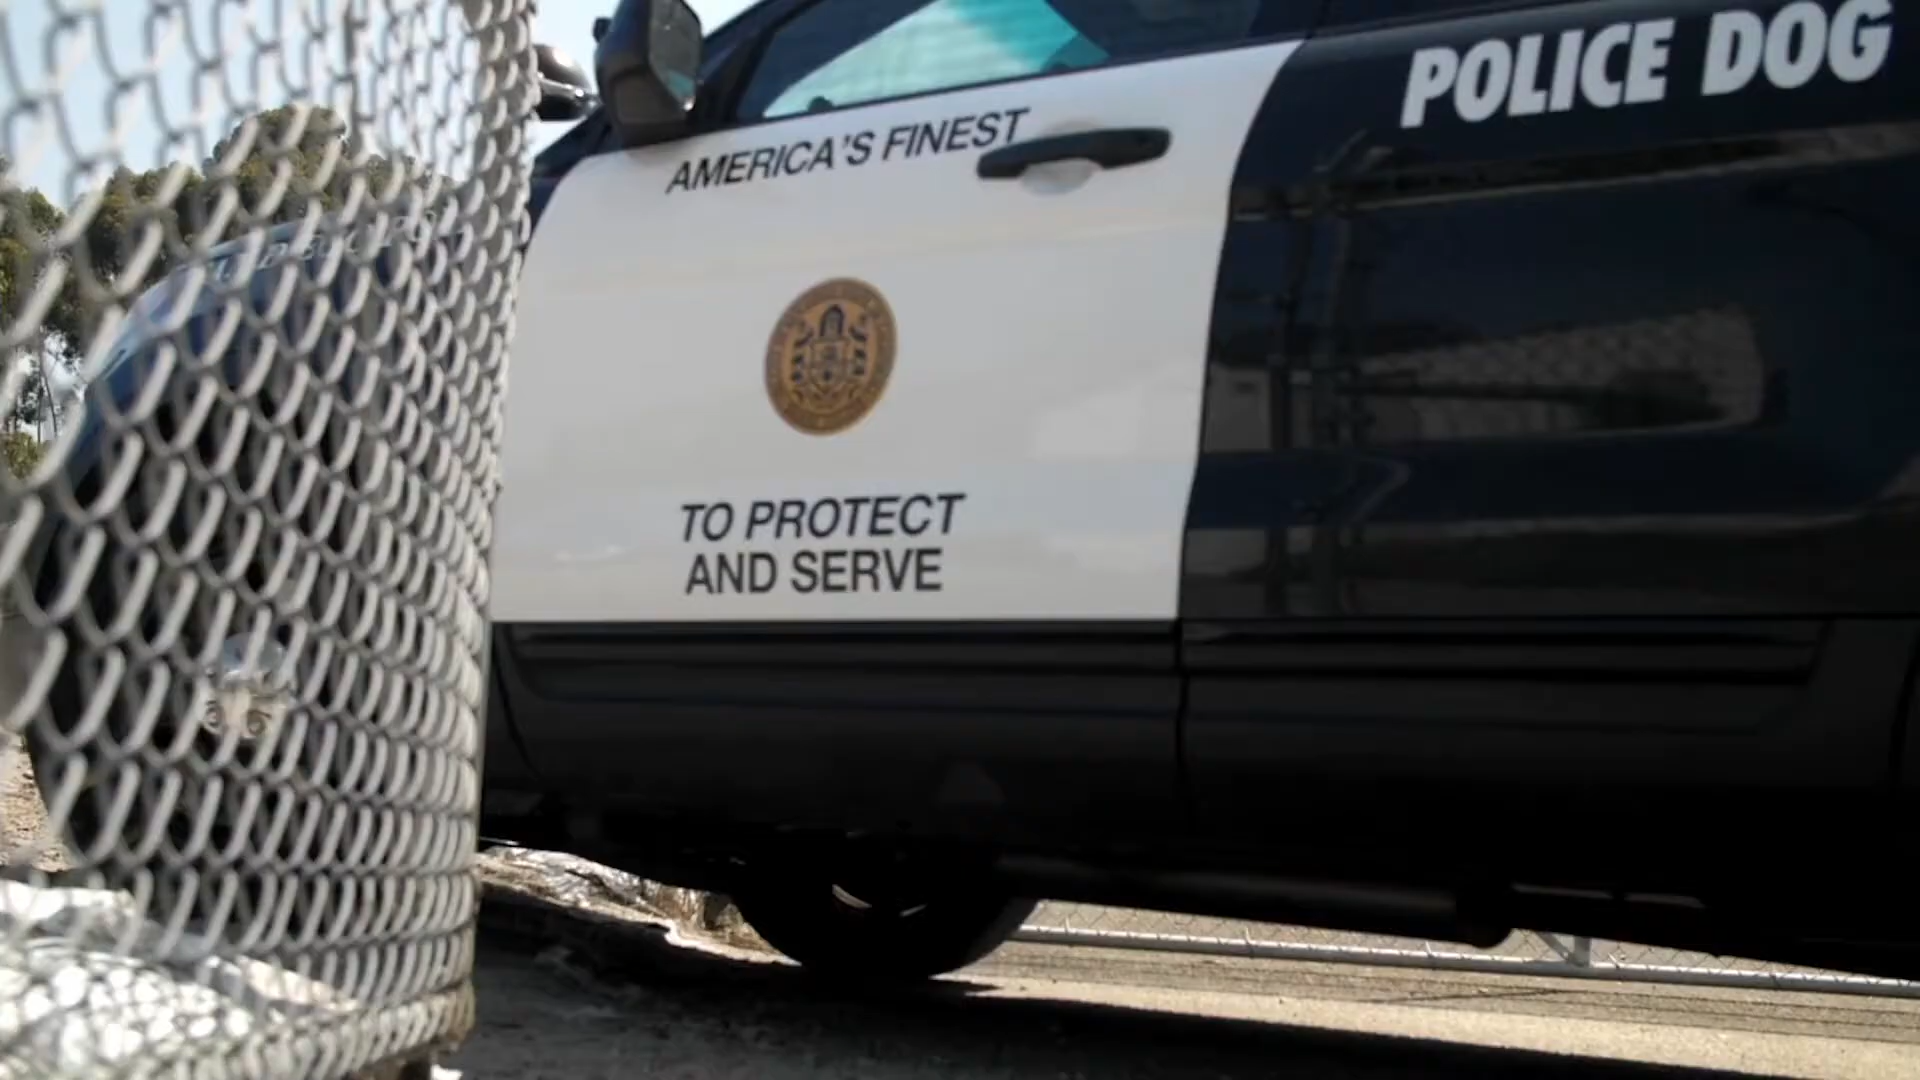 POLICE DOG
AMERICA'S FINEST
TO PROTECT
AND SERVE